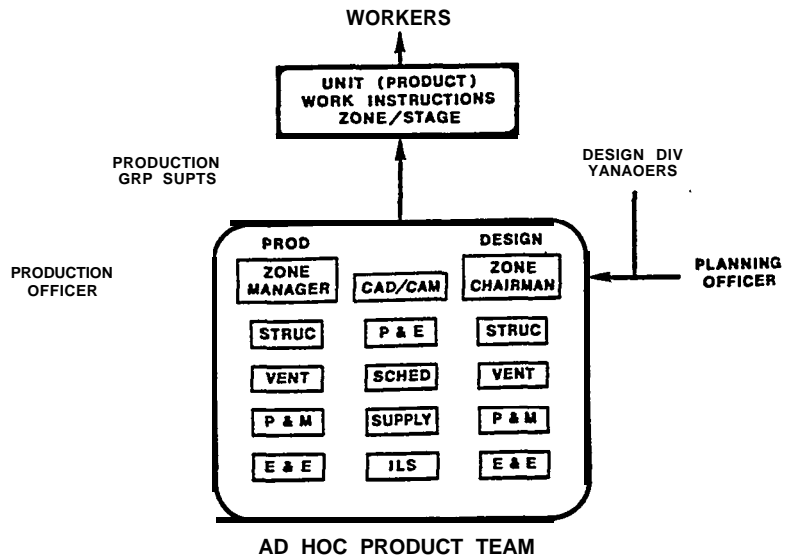 WORKERS
UNIT (PRODUCT)
WORK INSTRUCTIONS
ZONE/STAGE
PRODUCTION
GRP SUPTS
DESIGN DIV
YANAOERS
PRODUCTION
OFFICER
PLANNING
OFFICER
PROD
DESIGN
ZONE
MANAGER
CAD/CAM
ZONE
CHAIRMAN
STRUC
P & E
STRUC
VENT
SCHED
VENT
P & M
SUPPLY
P & M
E & E
ILS
E & E
AD HOC PRODUCT TEAM